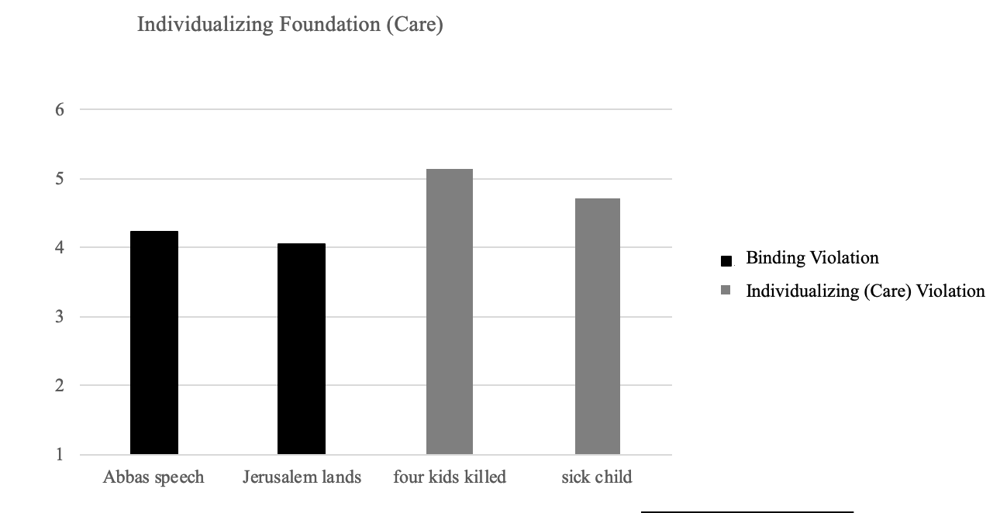 Individualizing Foundation (Care)
6
5
4
3
2
1
Abbas speech Jerusalem lands four kids killed sick child
Binding Violation
Individualizing (Care) Violation